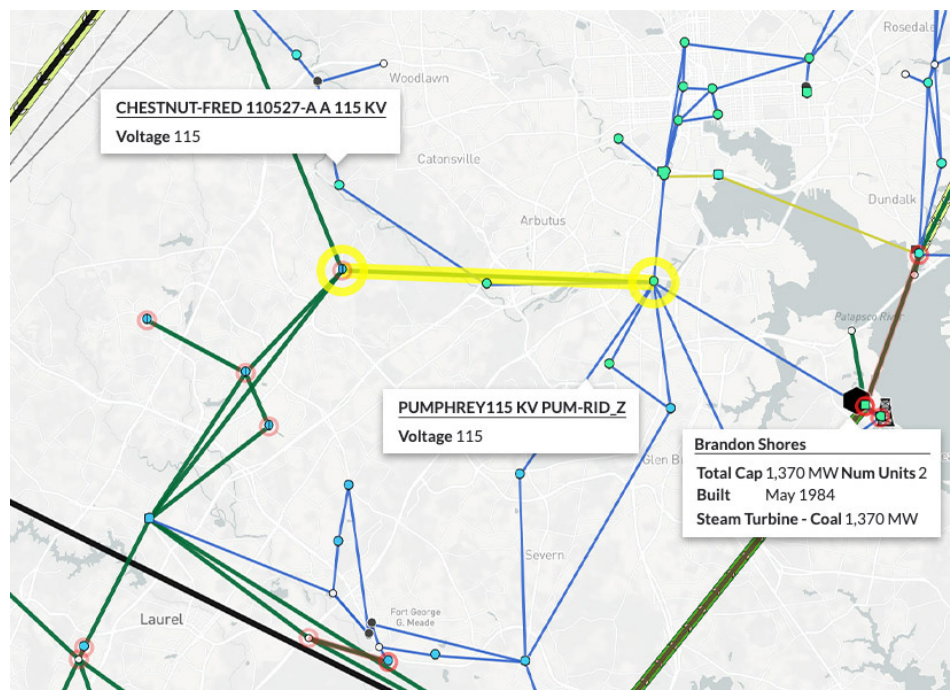 Rosedale
Woodlawn
CHESTNUT-FRED 110527-A A 115 KV
Voltage 115
Catonsville
Arbutus
Dundalk
Patapsco River
PUMPHREY115 KV PUM-RID_Z
Voltage 115
Brandon Shores
Total Cap 1,370 MW Num Units 2
Built May 1984
Steam Turbine - Coal 1,370 MW
Glen B
Severn
Fort George
G. Meade
Laurel